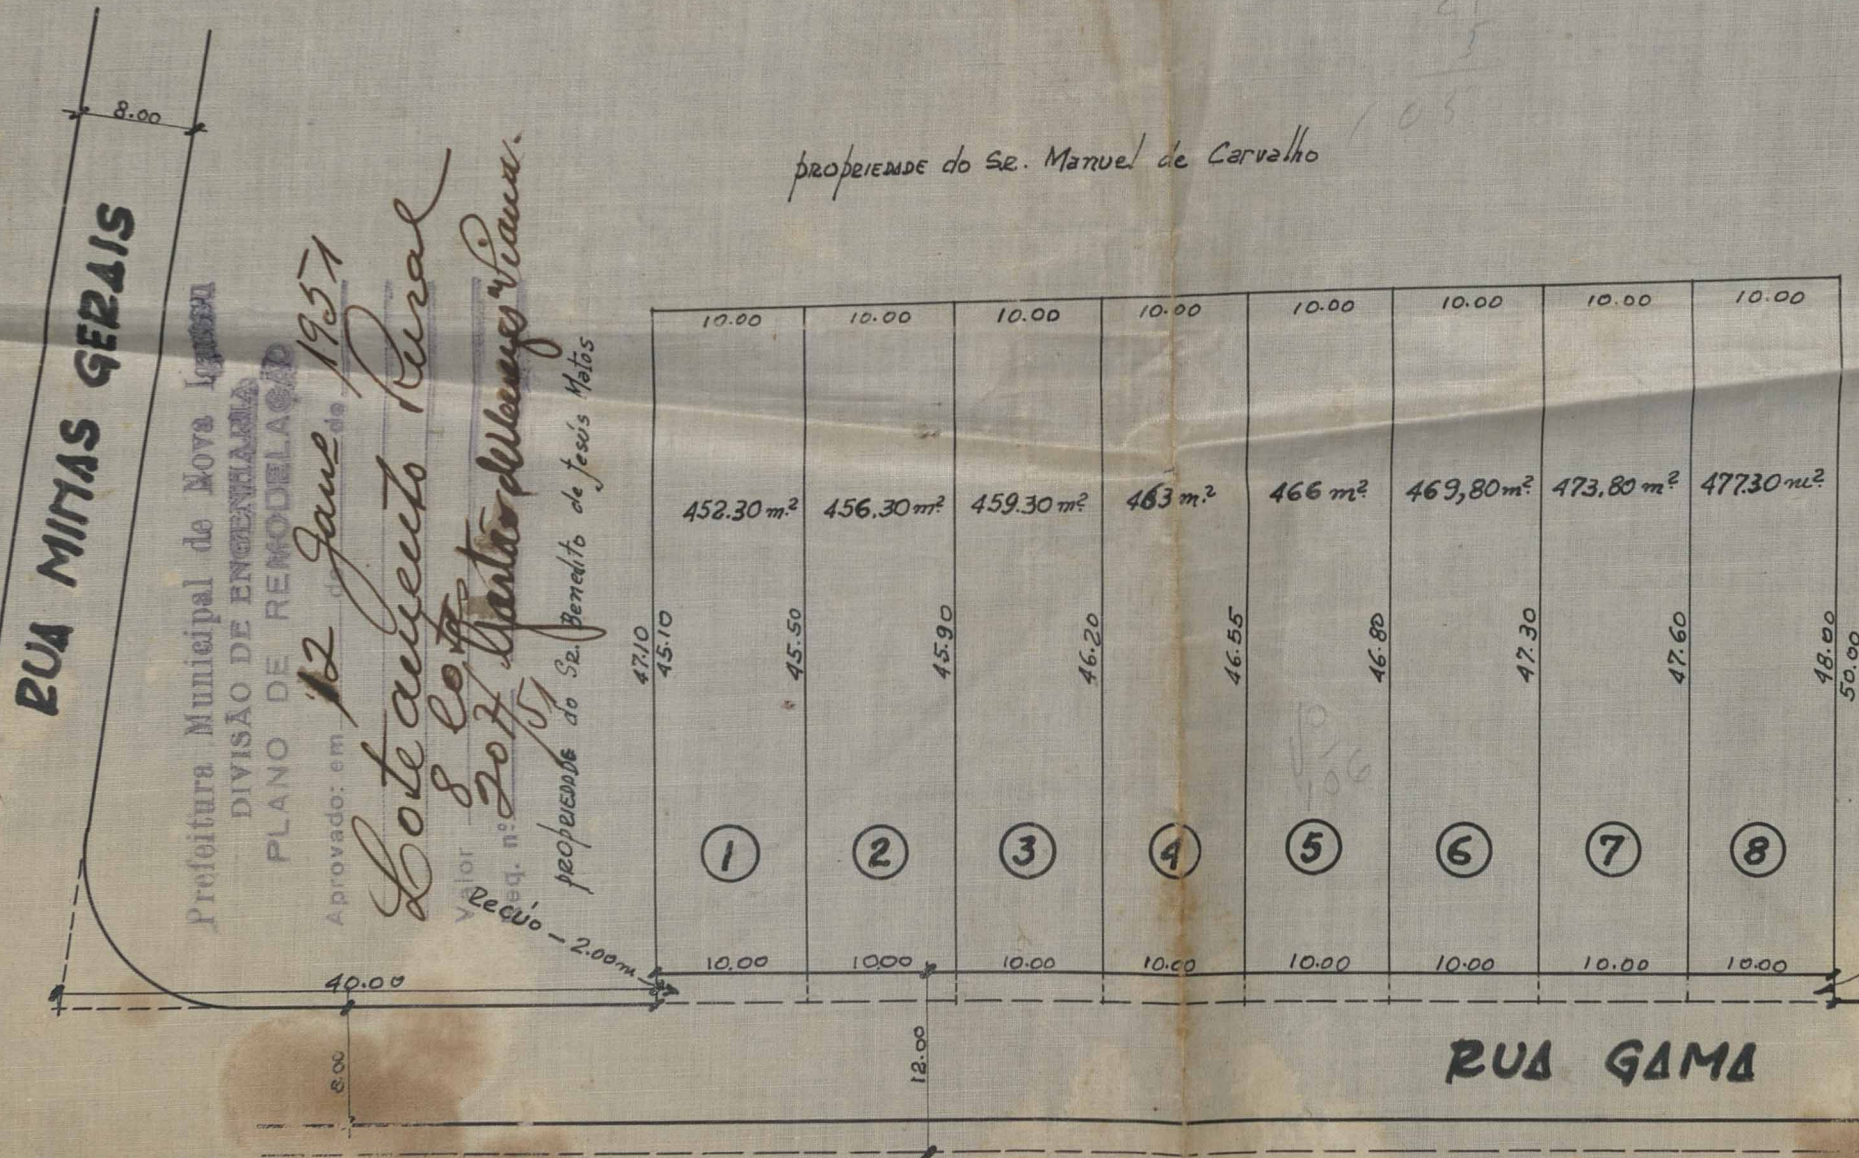 8.00
RUA MINAS GERAIS
Prefeitura Municipal de Nova Iguassú
DIVISÃO DE ENGENHARIA
PLANO DE REMODELAÇÃO
Aprovado: em 12 de de 1951
Loteamento Rural
Valor 8 Lotes
Req. nº 207/51
propriedade do Sr. Benedito de Jesús Matos
propriedade do Sr. Manuel de Carvalho
10.00 10.00 10.00 10.00 10.00 10.00 10.00 10.00
452.30 m² 456.30 m² 459.30 m² 463 m² 466 m² 469,80 m² 473,80 m² 477.30 m²
47.10 45.10 45.50 45.90 46.20 46.55 46.80 47.30 47.60 48.00 50.00
1 2 3 4 5 6 7 8
Recúo - 2.00m
10.00 10.00 10.00 10.00 10.00 10.00 10.00 10.00
40.00
8.00
12.00
RUA GAMA